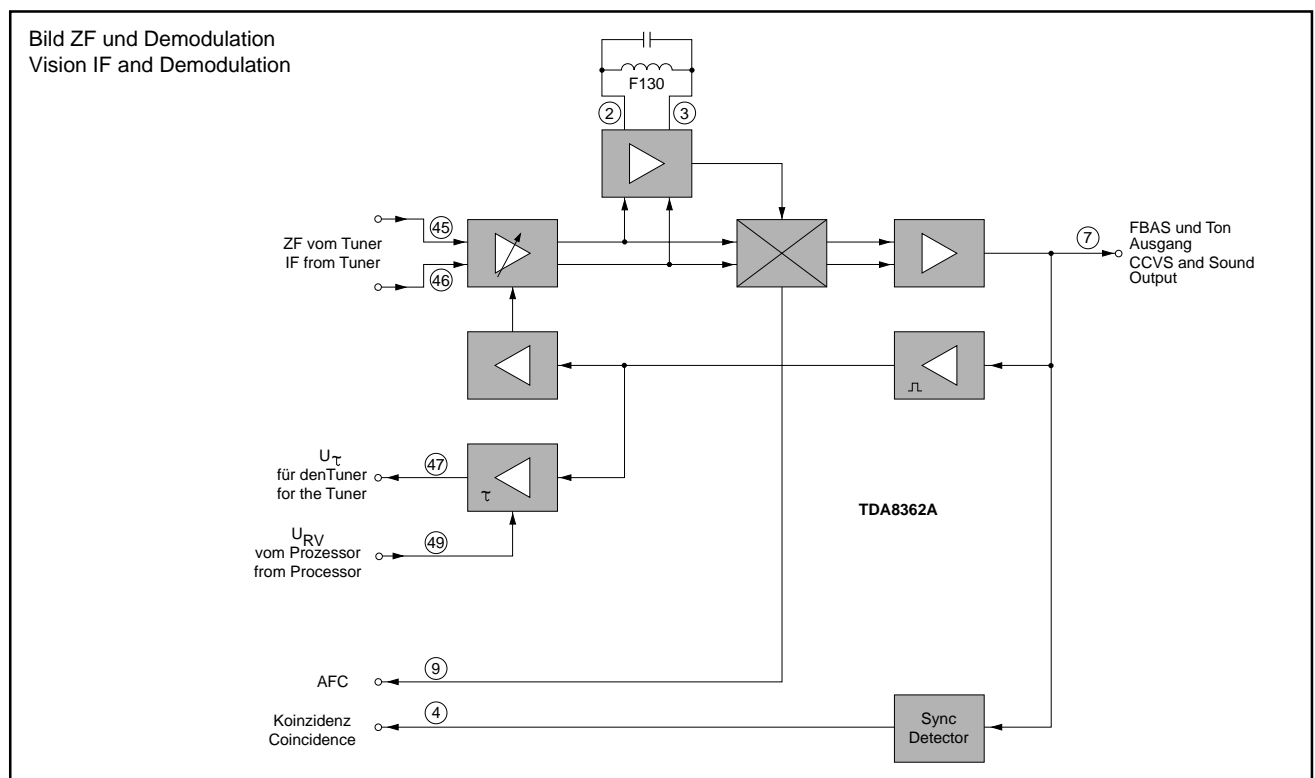 Bild ZF und Demodulation
Vision IF and Demodulation
F130
2
3
45
ZF vom Tuner
IF from Tuner
46
7
FBAS und Ton
Ausgang
CCVS and Sound
Output
Uτ
für denTuner
for the Tuner
47
τ
TDA8362A
URV
vom Prozessor
from Processor
49
AFC
9
Koinzidenz
Coincidence
4
Sync
Detector